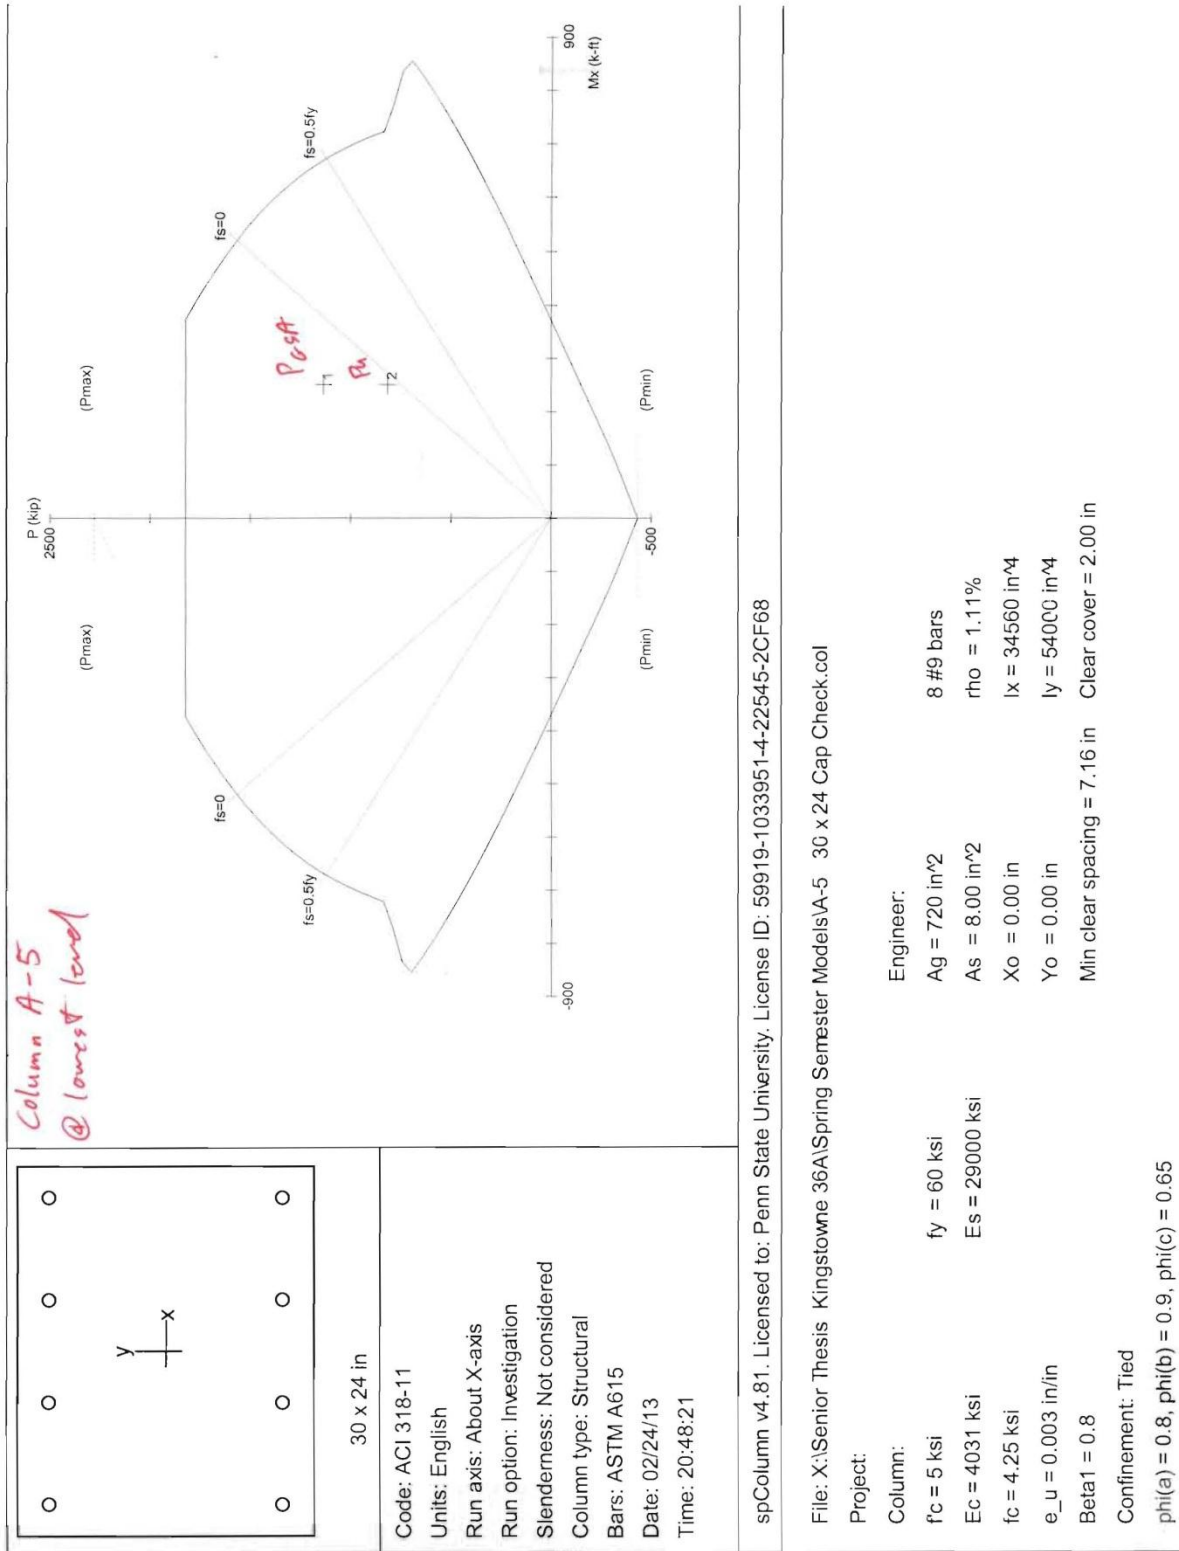 Column A-5
@ lowest level
y
x
30 x 24 in
Code: ACI 318-11
Units: English
Run axis: About X-axis
Run option: Investigation
Slenderness: Not considered
Column type: Structural
Bars: ASTM A615
Date: 02/24/13
Time: 20:48:21
P (kip)
2500
(Pmax)
(Pmax)
fs=0
fs=0
fs=0.5fy
fs=0.5fy
PGSA
1
Pu
2
-900
900
Mx (k-ft)
(Pmin)
(Pmin)
-500
spColumn v4.81. Licensed to: Penn State University. License ID: 59919-1033951-4-22545-2CF68
File: X:\Senior Thesis Kingstowne 36A\Spring Semester Models\A-5 30 x 24 Cap Check.col
Project:
Column: Engineer:
f'c = 5 ksi fy = 60 ksi Ag = 720 in^2 8 #9 bars
Ec = 4031 ksi Es = 29000 ksi As = 8.00 in^2 rho = 1.11%
fc = 4.25 ksi Xo = 0.00 in Ix = 34560 in^4
e_u = 0.003 in/in Yo = 0.00 in Iy = 54000 in^4
Beta1 = 0.8 Min clear spacing = 7.16 in Clear cover = 2.00 in
Confinement: Tied
phi(a) = 0.8, phi(b) = 0.9, phi(c) = 0.65